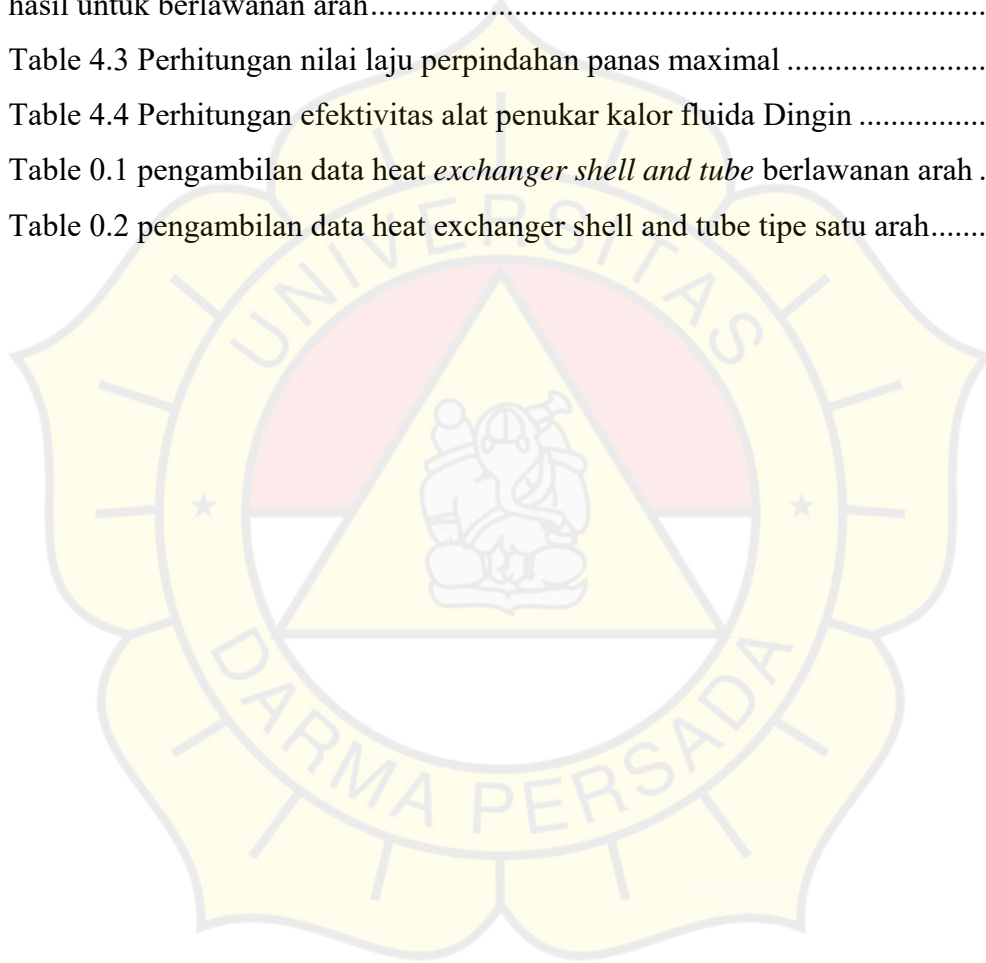 hasil untuk berlawanan arah..........................................................................
Table 4.3 Perhitungan nilai laju perpindahan panas maximal .........................
Table 4.4 Perhitungan efektivitas alat penukar kalor fluida Dingin ................
Table 0.1 pengambilan data heat exchanger shell and tube berlawanan arah .
Table 0.2 pengambilan data heat exchanger shell and tube tipe satu arah.......
UNIVERSITAS
DARMA PERSADA